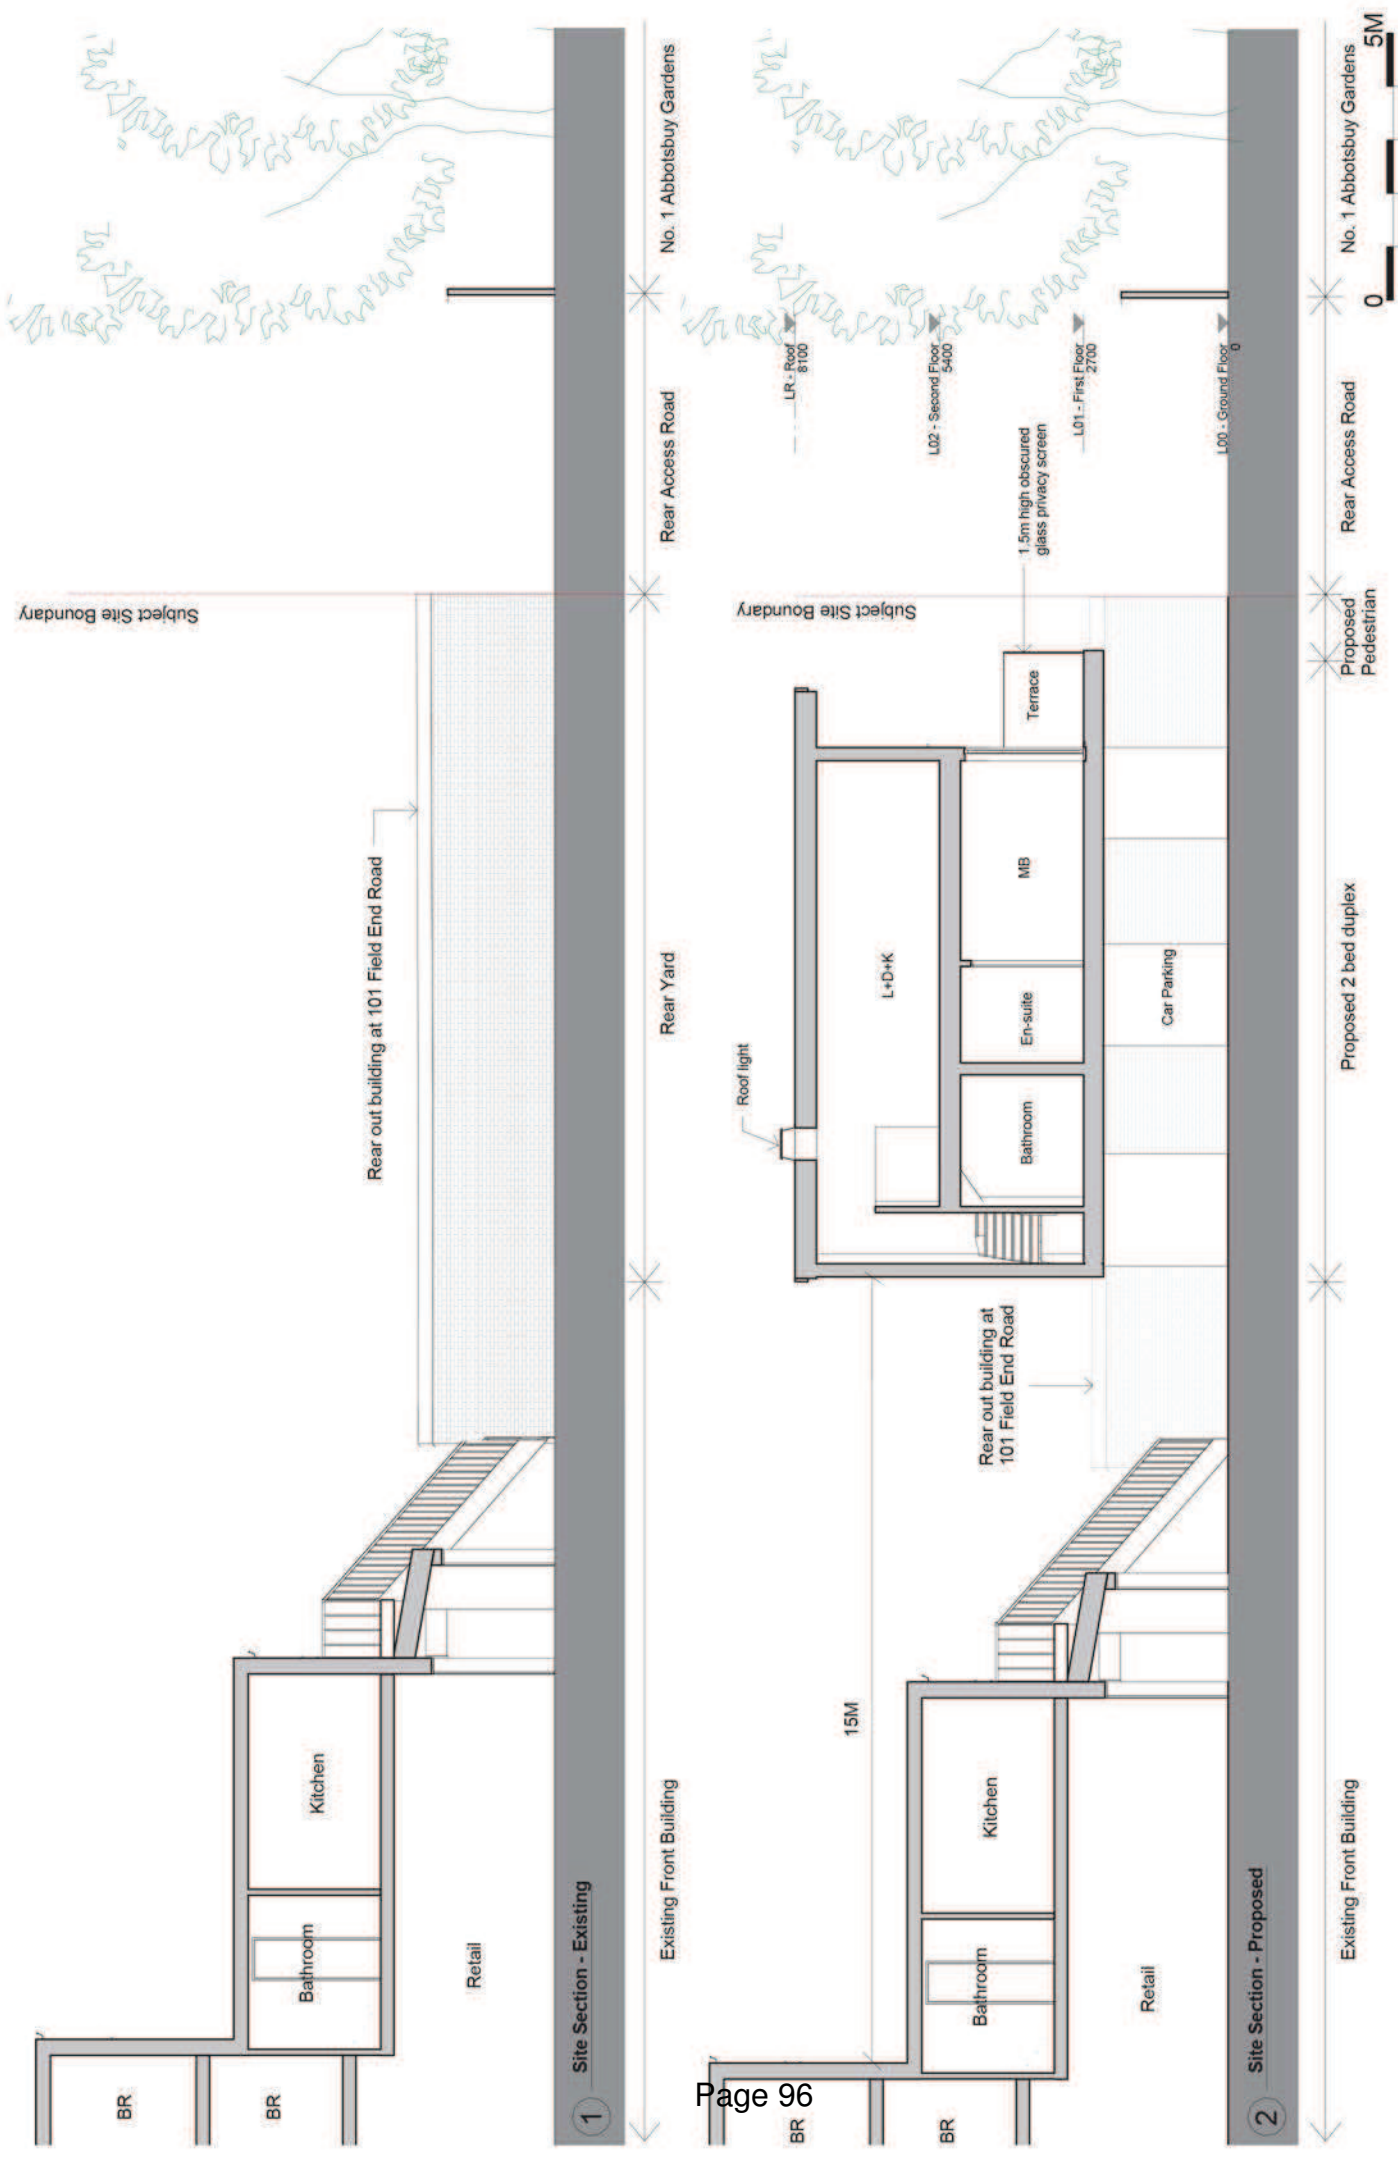 BR
BR
Bathroom
Kitchen
Retail
Rear out building at 101 Field End Road
Subject Site Boundary
1
Site Section - Existing
Existing Front Building
Rear Yard
Rear Access Road
No. 1 Abbotsbuy Gardens
BR
BR
Bathroom
Kitchen
Retail
15M
Rear out building at
101 Field End Road
Roof light
L+D+K
Bathroom
En-suite
MB
Terrace
Car Parking
1.5m high obscured
glass privacy screen
Subject Site Boundary
LR - Roof
8100
L02 - Second Floor
5400
L01 - First Floor
2700
L00 - Ground Floor
0
2
Site Section - Proposed
Existing Front Building
Proposed 2 bed duplex
Proposed
Pedestrian
Rear Access Road
No. 1 Abbotsbuy Gardens
0
5M
Page 96